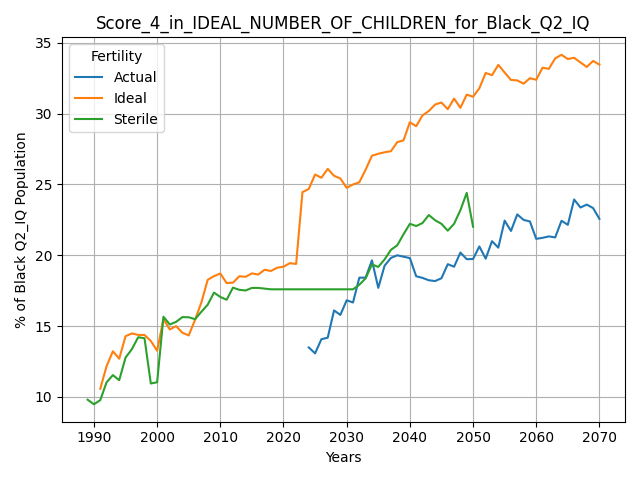 Score_4_in_IDEAL_NUMBER_OF_CHILDREN_for_Black_Q2_IQ
Fertility
Actual
Ideal
Sterile
% of Black Q2_IQ Population
35
30
25
20
15
10
1990 2000 2010 2020 2030 2040 2050 2060 2070
Years